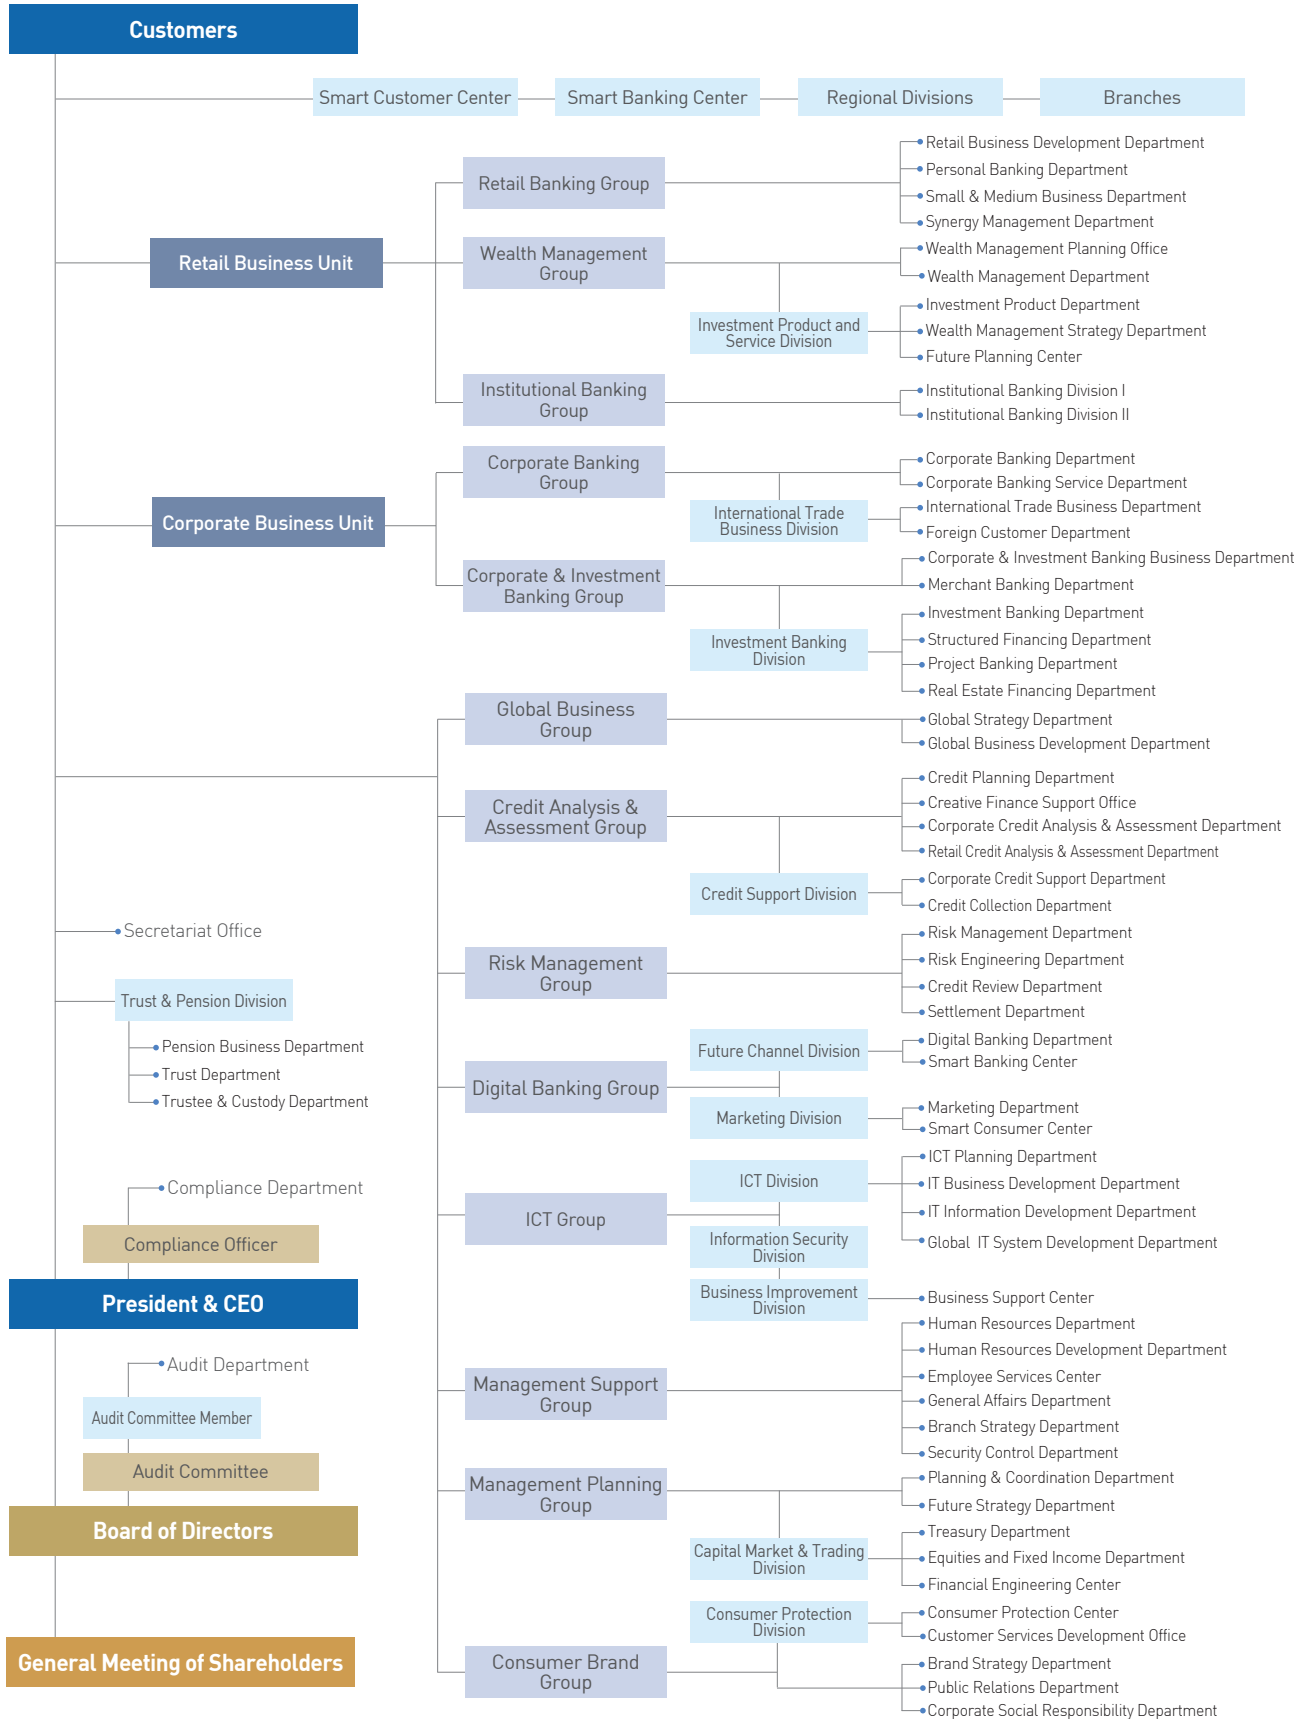 Customers
Smart Customer Center
Smart Banking Center
Regional Divisions
Branches
Retail Business Unit
Retail Banking Group
Retail Business Development Department
Personal Banking Department
Small & Medium Business Department
Synergy Management Department
Wealth Management
Group
Wealth Management Planning Office
Wealth Management Department
Investment Product and
Service Division
Investment Product Department
Wealth Management Strategy Department
Future Planning Center
Institutional Banking
Group
Institutional Banking Division I
Institutional Banking Division II
Corporate Business Unit
Corporate Banking
Group
Corporate Banking Department
Corporate Banking Service Department
International Trade
Business Division
International Trade Business Department
Foreign Customer Department
Corporate & Investment
Banking Group
Corporate & Investment Banking Business Department
Merchant Banking Department
Investment Banking
Division
Investment Banking Department
Structured Financing Department
Project Banking Department
Real Estate Financing Department
Global Business
Group
Global Strategy Department
Global Business Development Department
Credit Analysis &
Assessment Group
Credit Planning Department
Creative Finance Support Office
Corporate Credit Analysis & Assessment Department
Retail Credit Analysis & Assessment Department
Credit Support Division
Corporate Credit Support Department
Credit Collection Department
Secretariat Office
Trust & Pension Division
Pension Business Department
Trust Department
Trustee & Custody Department
Risk Management
Group
Risk Management Department
Risk Engineering Department
Credit Review Department
Settlement Department
Digital Banking Group
Future Channel Division
Digital Banking Department
Smart Banking Center
Marketing Division
Marketing Department
Smart Consumer Center
ICT Group
ICT Division
ICT Planning Department
IT Business Development Department
IT Information Development Department
Global IT System Development Department
Information Security
Division
Business Improvement
Division
Business Support Center
Compliance Department
Compliance Officer
President & CEO
Audit Department
Audit Committee Member
Audit Committee
Board of Directors
General Meeting of Shareholders
Management Support
Group
Human Resources Department
Human Resources Development Department
Employee Services Center
General Affairs Department
Branch Strategy Department
Security Control Department
Management Planning
Group
Planning & Coordination Department
Future Strategy Department
Capital Market & Trading
Division
Treasury Department
Equities and Fixed Income Department
Financial Engineering Center
Consumer Brand
Group
Consumer Protection
Division
Consumer Protection Center
Customer Services Development Office
Brand Strategy Department
Public Relations Department
Corporate Social Responsibility Department